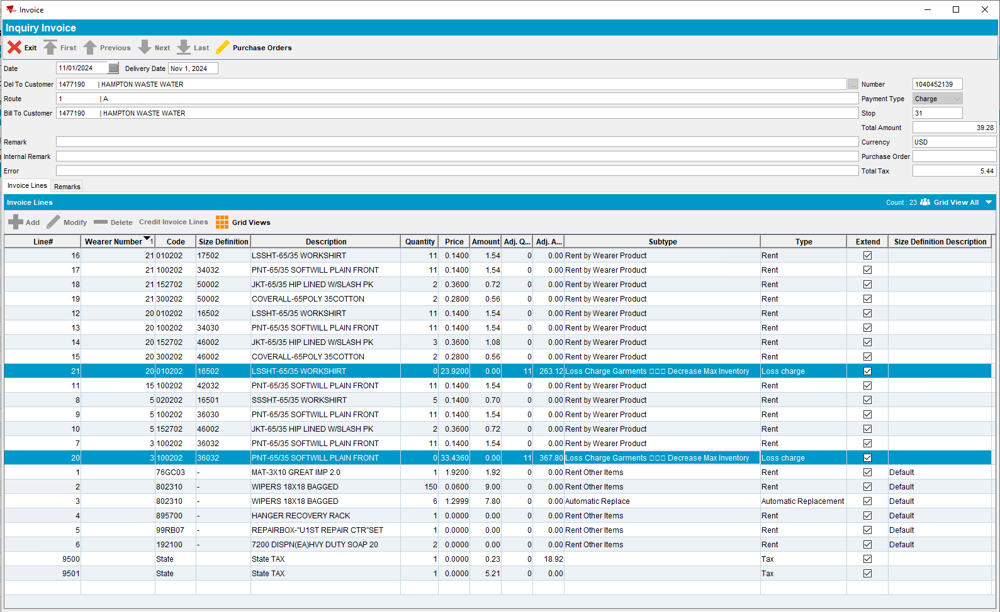 Invoice
Inquiry Invoice
Exit First Previous Next Last Purchase Orders
Date 11/01/2024 Delivery Date Nov 1, 2024
Del To Customer 1477190 | HAMPTON WASTE WATER ... Number 1040452139
Route 1 | A Payment Type Charge
Bill To Customer 1477190 | HAMPTON WASTE WATER Stop 31
Total Amount 39.28
Remark Currency USD
Internal Remark Purchase Order
Error Total Tax 5.44
Invoice Lines Remarks
Invoice Lines Count : 23 Grid View All
Add Modify Delete Credit Invoice Lines Grid Views
Line# Wearer Number 1 Code Size Definition Description Quantity Price Amount Adj. Q... Adj. A... Subtype Type Extend Size Definition Description
16 21 010202 17502 LSSHT-65/35 WORKSHIRT 11 0.1400 1.54 0 0.00 Rent by Wearer Product Rent
17 21 100202 34032 PNT-65/35 SOFTWILL PLAIN FRONT 11 0.1400 1.54 0 0.00 Rent by Wearer Product Rent
18 21 152702 50002 JKT-65/35 HIP LINED W/SLASH PK 2 0.3600 0.72 0 0.00 Rent by Wearer Product Rent
19 21 300202 50002 COVERALL-65POLY 35COTTON 2 0.2800 0.56 0 0.00 Rent by Wearer Product Rent
12 20 010202 16502 LSSHT-65/35 WORKSHIRT 11 0.1400 1.54 0 0.00 Rent by Wearer Product Rent
13 20 100202 34030 PNT-65/35 SOFTWILL PLAIN FRONT 11 0.1400 1.54 0 0.00 Rent by Wearer Product Rent
14 20 152702 46002 JKT-65/35 HIP LINED W/SLASH PK 3 0.3600 1.08 0 0.00 Rent by Wearer Product Rent
15 20 300202 46002 COVERALL-65POLY 35COTTON 2 0.2800 0.56 0 0.00 Rent by Wearer Product Rent
21 20 010202 16502 LSSHT-65/35 WORKSHIRT 0 23.9200 0.00 11 263.12 Loss Charge Garments □□□ Decrease Max Inventory Loss charge
11 15 100202 42032 PNT-65/35 SOFTWILL PLAIN FRONT 11 0.1400 1.54 0 0.00 Rent by Wearer Product Rent
8 5 020202 16501 SSSHT-65/35 WORKSHIRT 5 0.1400 0.70 0 0.00 Rent by Wearer Product Rent
9 5 100202 36030 PNT-65/35 SOFTWILL PLAIN FRONT 11 0.1400 1.54 0 0.00 Rent by Wearer Product Rent
10 5 152702 46002 JKT-65/35 HIP LINED W/SLASH PK 2 0.3600 0.72 0 0.00 Rent by Wearer Product Rent
7 3 100202 36032 PNT-65/35 SOFTWILL PLAIN FRONT 11 0.1400 1.54 0 0.00 Rent by Wearer Product Rent
20 3 100202 36032 PNT-65/35 SOFTWILL PLAIN FRONT 0 33.4360 0.00 11 367.80 Loss Charge Garments □□□ Decrease Max Inventory Loss charge
1 76GC03 - MAT-3X10 GREAT IMP 2.0 1 1.9200 1.92 0 0.00 Rent Other Items Rent Default
2 802310 - WIPERS 18X18 BAGGED 150 0.0600 9.00 0 0.00 Rent Other Items Rent Default
3 802310 - WIPERS 18X18 BAGGED 6 1.2999 7.80 0 0.00 Automatic Replace Automatic Replacement Default
4 895700 - HANGER RECOVERY RACK 1 0.0000 0.00 0 0.00 Rent Other Items Rent Default
5 99RB07 - REPAIRBOX-"U1ST REPAIR CTR"SET 1 0.0000 0.00 0 0.00 Rent Other Items Rent Default
6 192100 - 7200 DISPN(EA)HVY DUTY SOAP 20 2 0.0000 0.00 0 0.00 Rent Other Items Rent Default
9500 State State TAX 1 0.0000 0.23 0 18.92 Tax
9501 State State TAX 1 0.0000 5.21 0 0.00 Tax